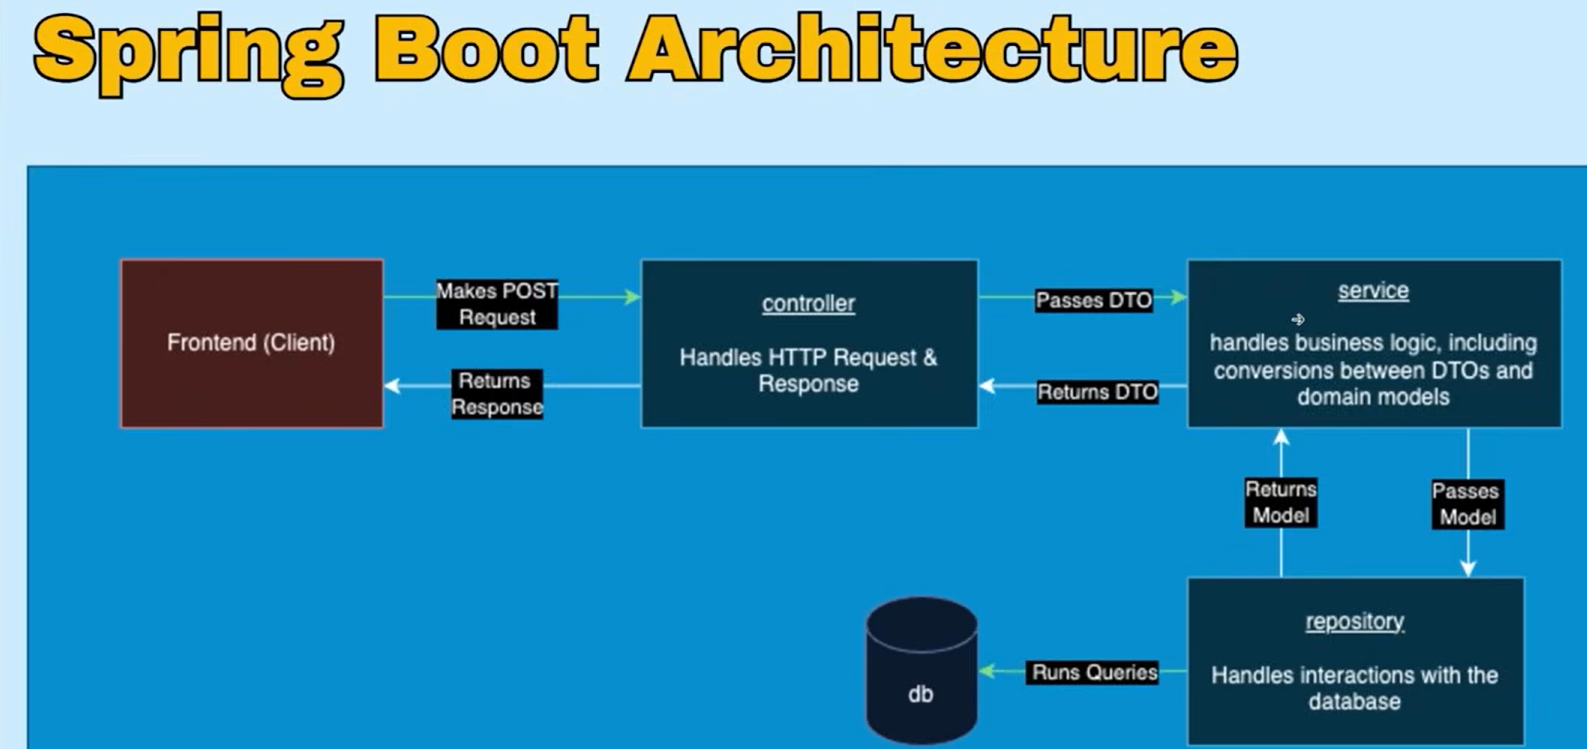 Spring Boot Architecture
Frontend (Client)
Makes POST
Request
Returns
Response
controller
Handles HTTP Request &
Response
Passes DTO
Returns DTO
service
handles business logic, including
conversions between DTOs and
domain models
Returns
Model
Passes
Model
repository
Handles interactions with the
database
Runs Queries
db